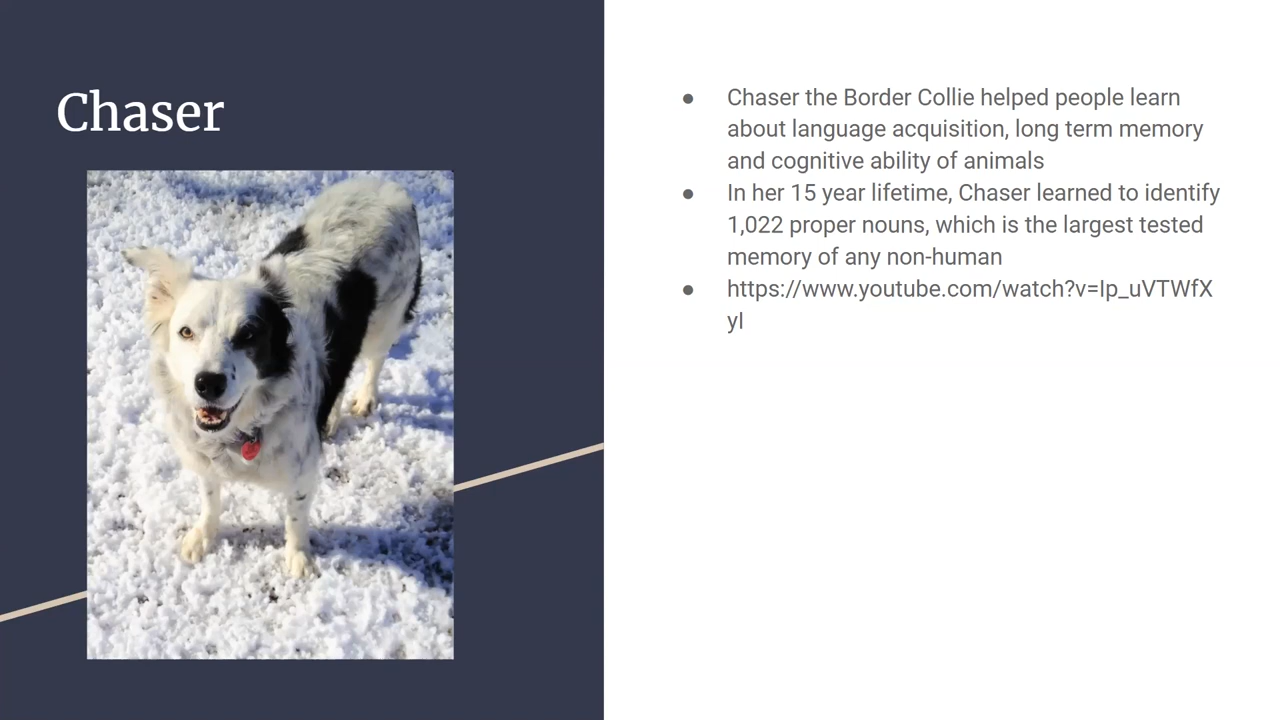 Chaser
● Chaser the Border Collie helped people learn
about language acquisition, long term memory
and cognitive ability of animals
● In her 15 year lifetime, Chaser learned to identify
1,022 proper nouns, which is the largest tested
memory of any non-human
● https://www.youtube.com/watch?v=Ip_uVTWfX
yI